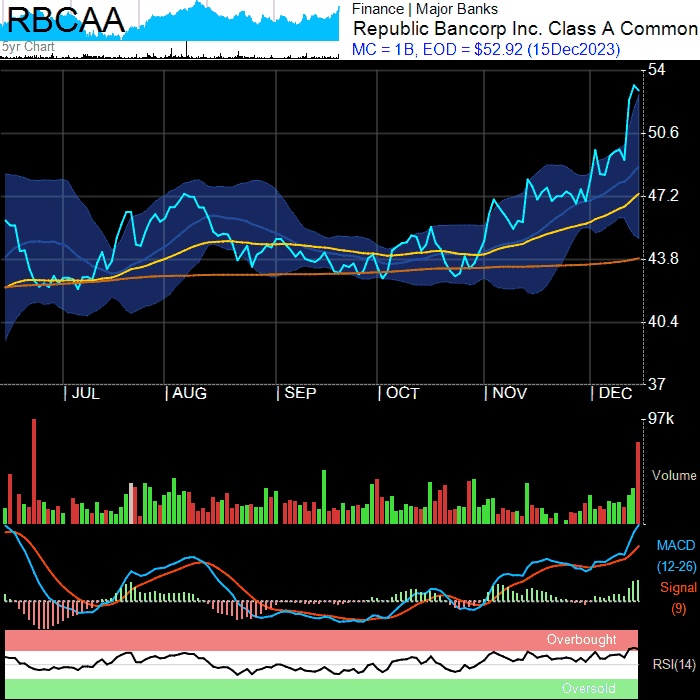 RBCAA
5yr Chart
Finance | Major Banks
Republic Bancorp Inc. Class A Common
MC = 1B, EOD = $52.92 (15Dec2023)
54
50.6
47.2
43.8
40.4
37
| JUL | AUG | SEP | OCT | NOV | DEC
97k
Volume
MACD
(12-26)
Signal
(9)
Overbought
RSI(14)
Oversold